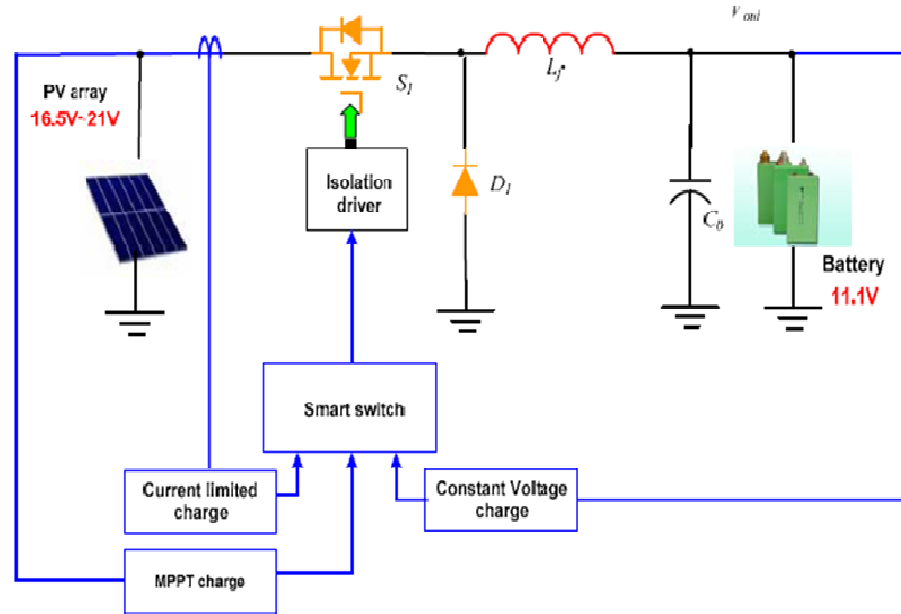 V out
PV array
16.5V~21V
S1
Lf
Isolation
driver
D1
C0
Battery
11.1V
Smart switch
Current limited
charge
Constant Voltage
charge
MPPT charge